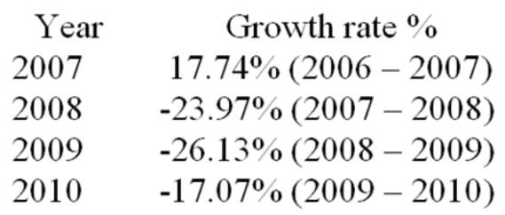 Year Growth rate %
2007 17.74% (2006 – 2007)
2008 -23.97% (2007 – 2008)
2009 -26.13% (2008 – 2009)
2010 -17.07% (2009 – 2010)